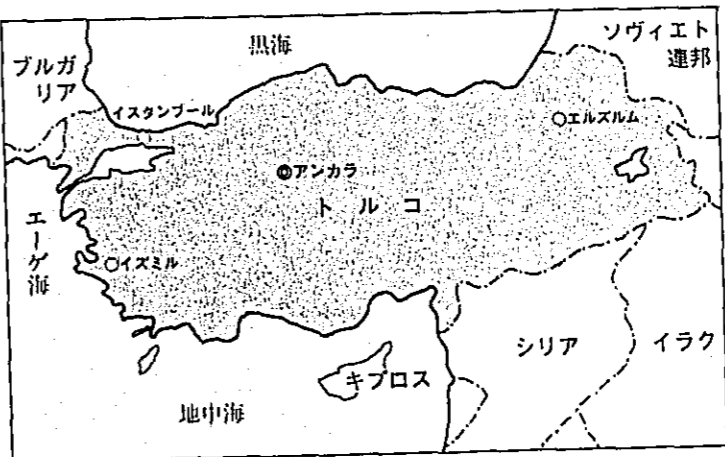 黒海
ソヴィエト
連邦
ブルガ
リア
イスタンブール
エルズルム
アンカラ
トルコ
エーゲ海
イズミル
シリア
イラク
キプロス
地中海